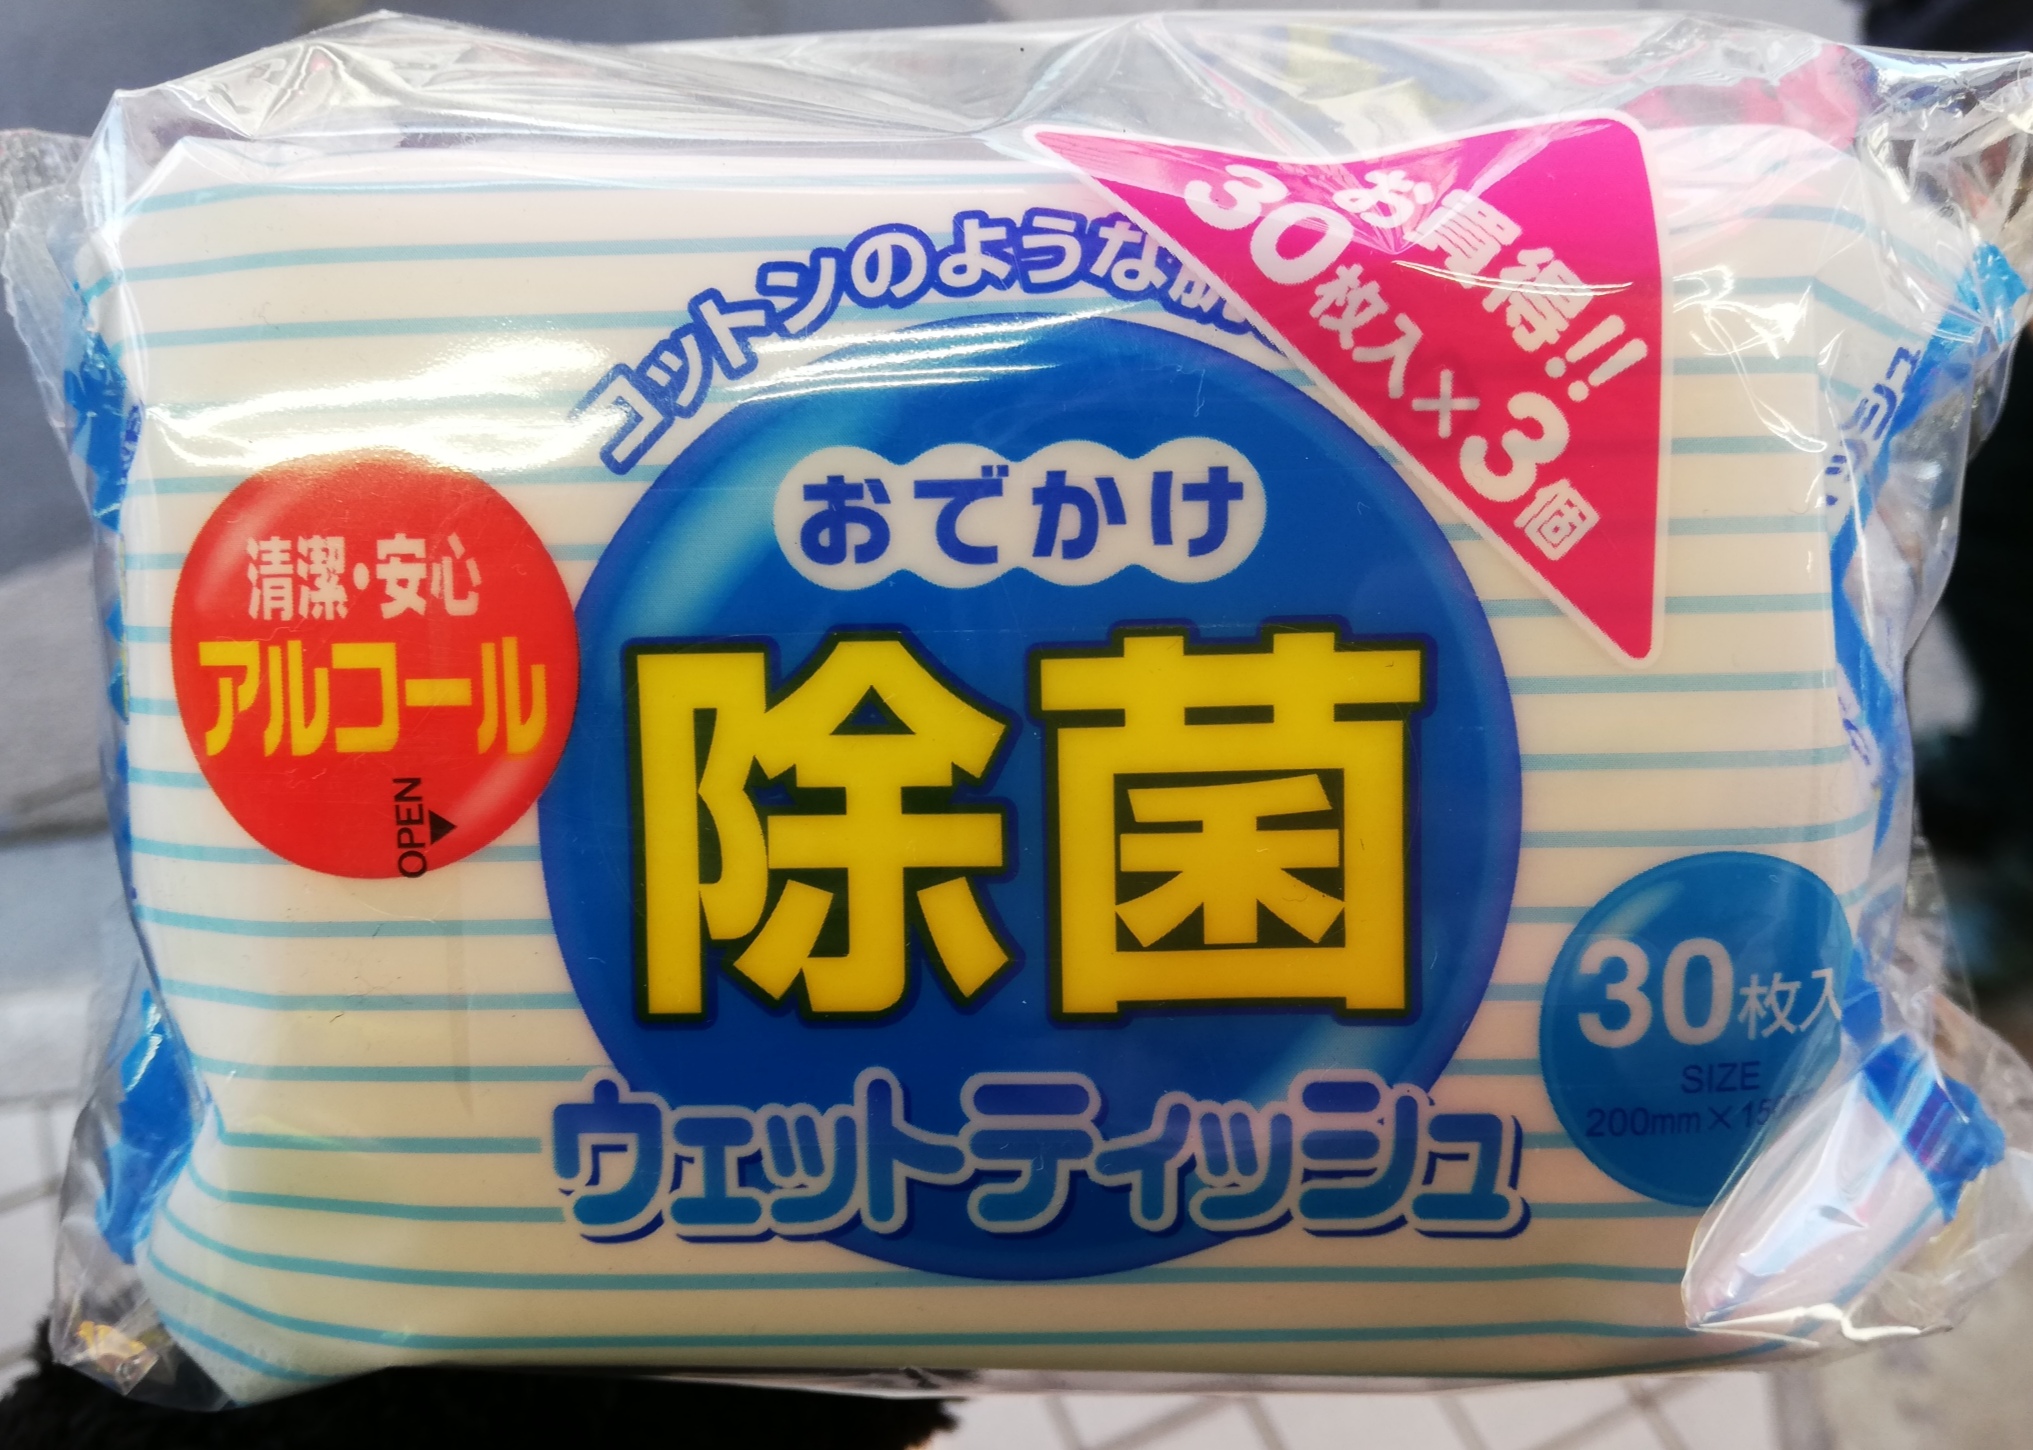 コットンのような
お買得!!
30枚入×3個
おでかけ
清潔・安心
アルコール
OPEN
除菌
ウェットティッシュ
30枚入
SIZE
200mm×